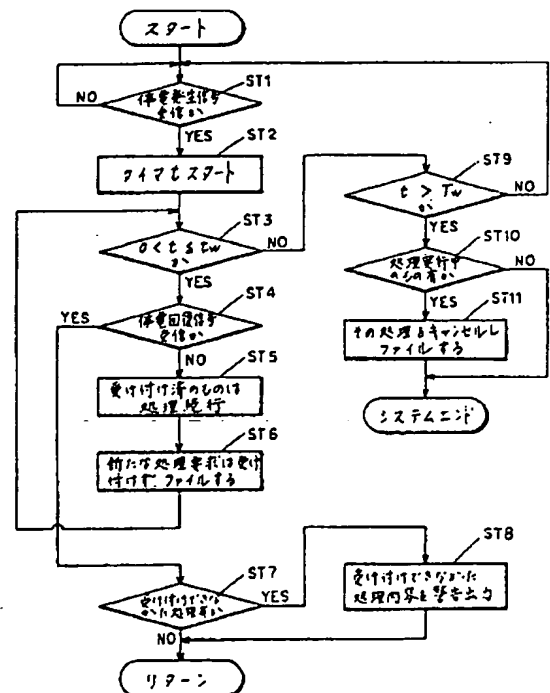 スタート
ST1
停電発生信号
受信か
NO
YES
ST2
タイマtスタート
ST3
0<t≤tw
か
NO
YES
ST4
停電回復信号
受信か
YES
NO
ST5
受け付け済のものは
処理続行
ST6
新たな処理要求は受け
付けず、ファイルする
ST7
受け付けできな
かった処理有か
YES
NO
リターン
ST8
受け付けできなかった
処理内容を警告出力
ST9
t > Tw
か
NO
YES
ST10
処理実行中
のもの有か
NO
YES
ST11
その処理をキャンセルし
ファイルする
システムエンド